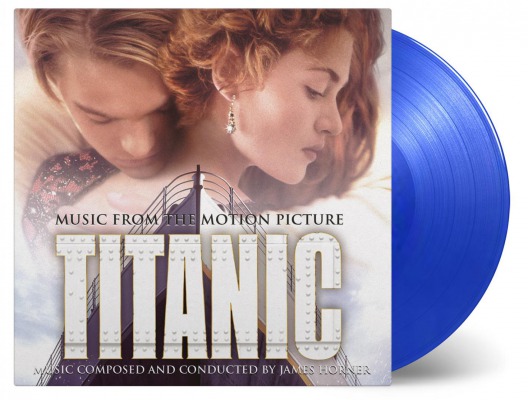 MUSIC FROM THE MOTION PICTURE
TITANIC
MUSIC COMPOSED AND CONDUCTED BY JAMES HORNER